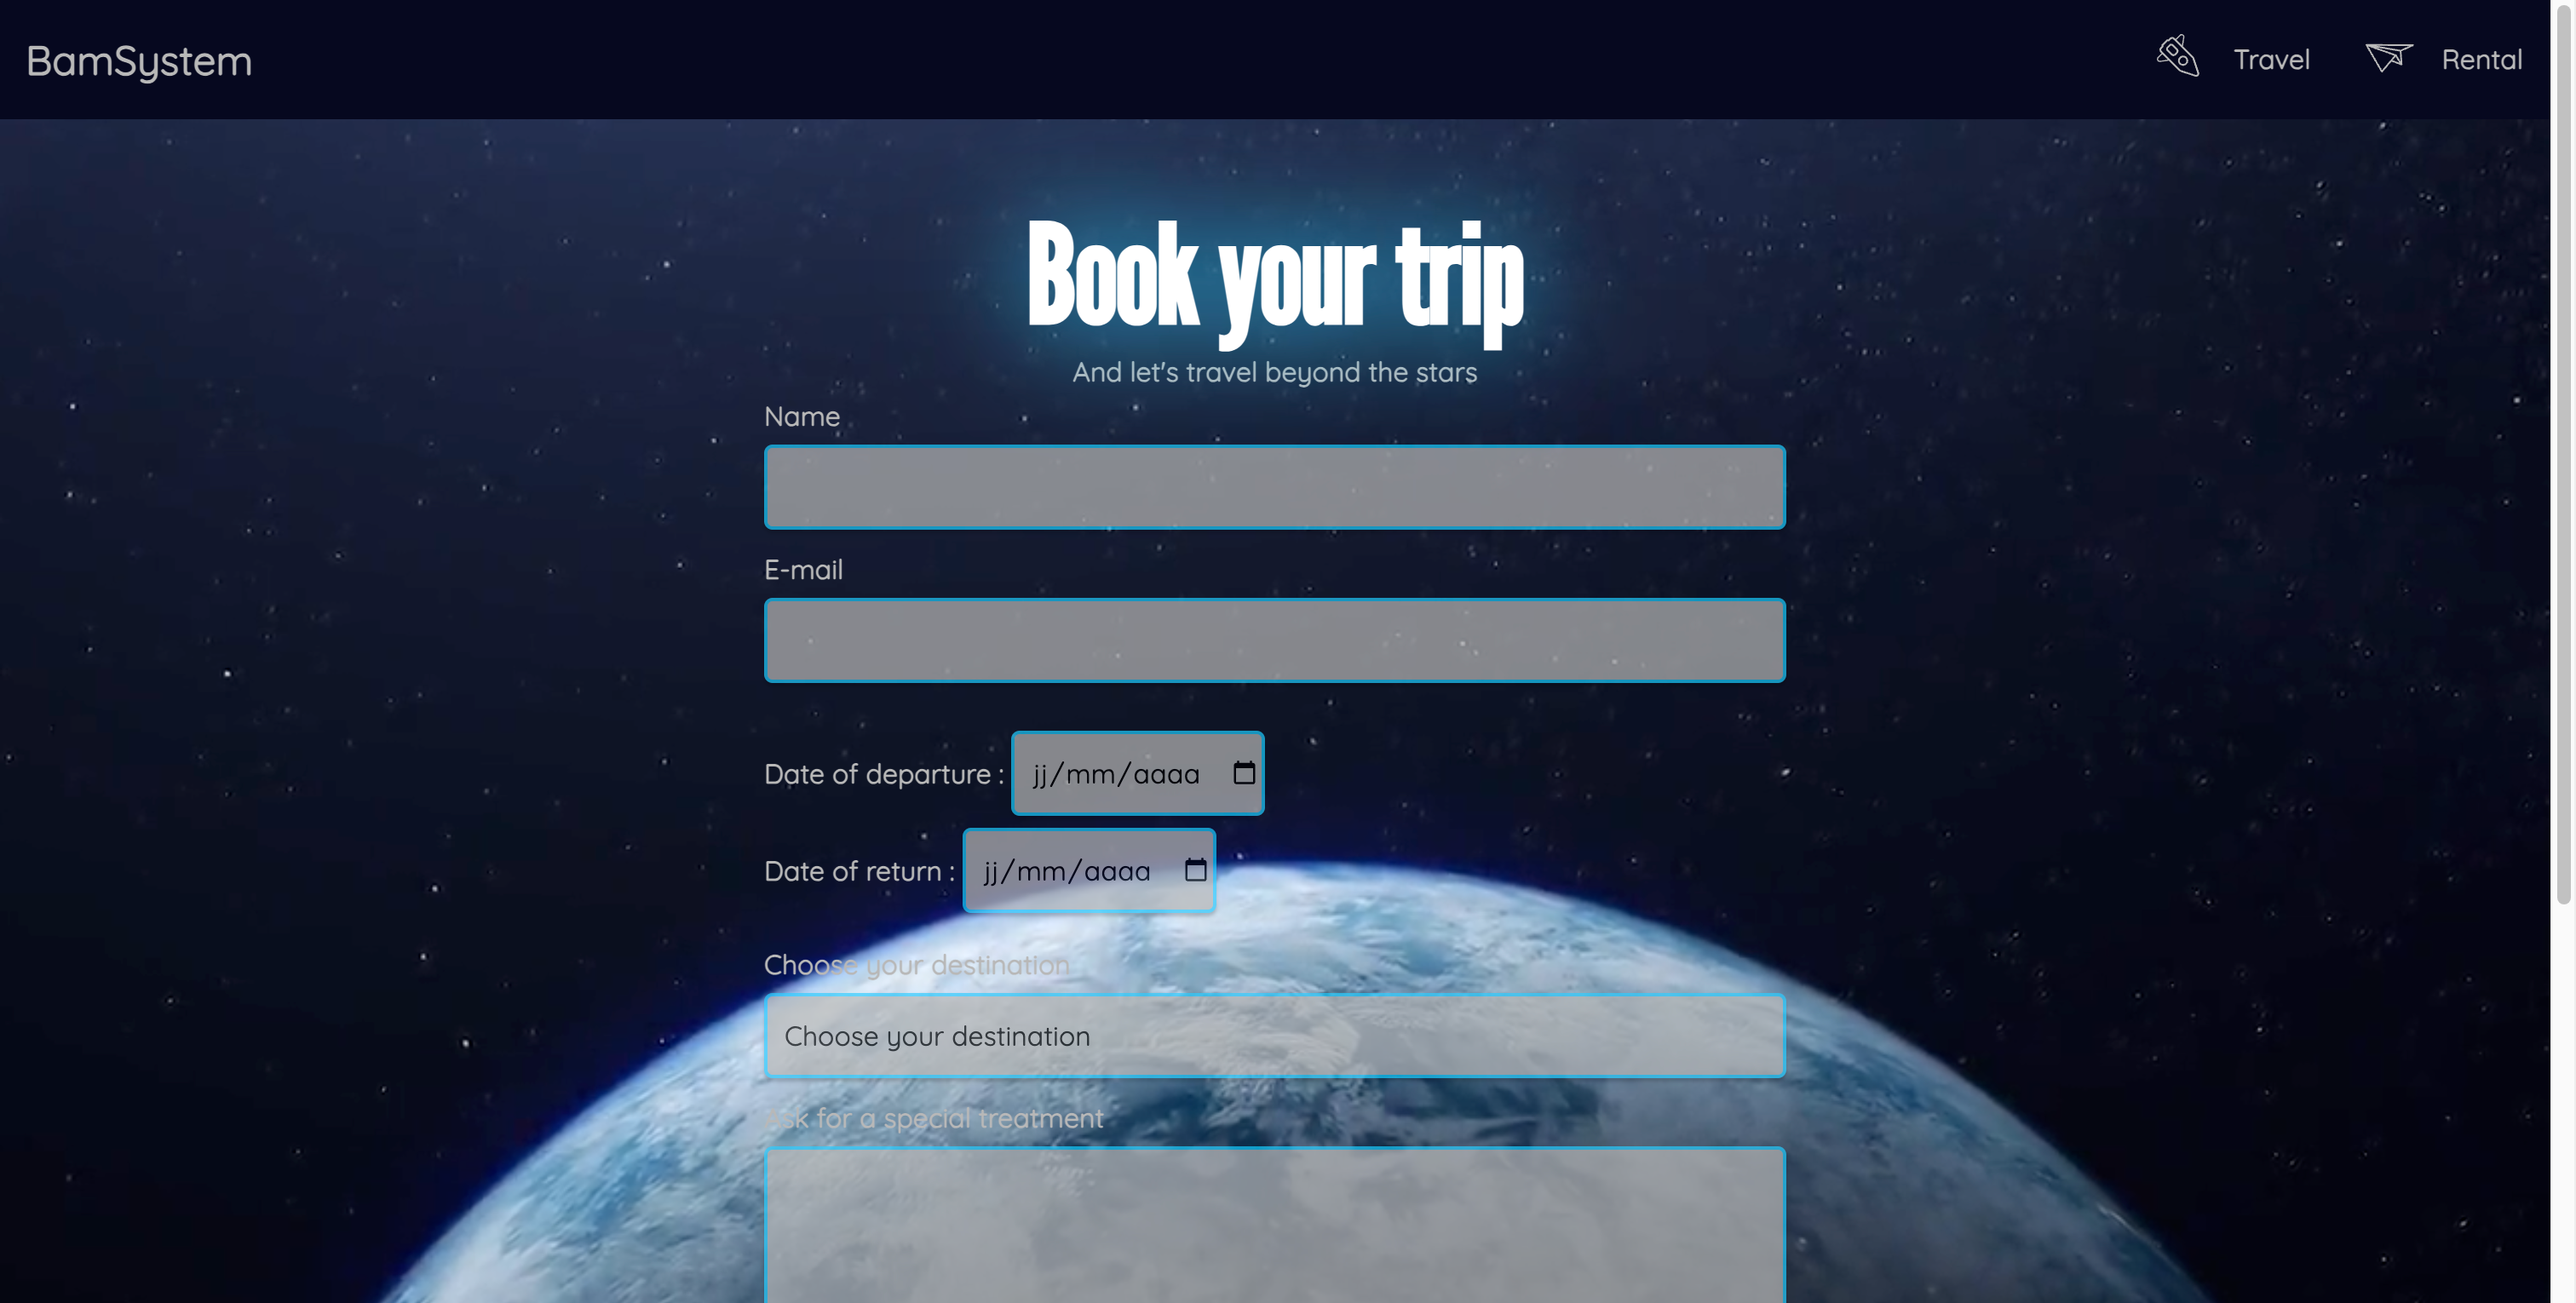 BamSystem
Travel
Rental
Book your trip
And let's travel beyond the stars
Name
E-mail
Date of departure : jj/mm/aaaa
Date of return : jj/mm/aaaa
Choose your destination
Choose your destination
Ask for a special treatment